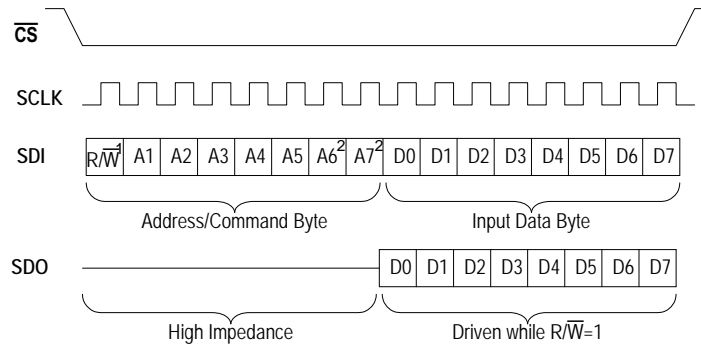 CS
SCLK
SDI R/W1 A1 A2 A3 A4 A5 A6² A7² D0 D1 D2 D3 D4 D5 D6 D7
Address/Command Byte Input Data Byte
SDO D0 D1 D2 D3 D4 D5 D6 D7
High Impedance Driven while R/W=1